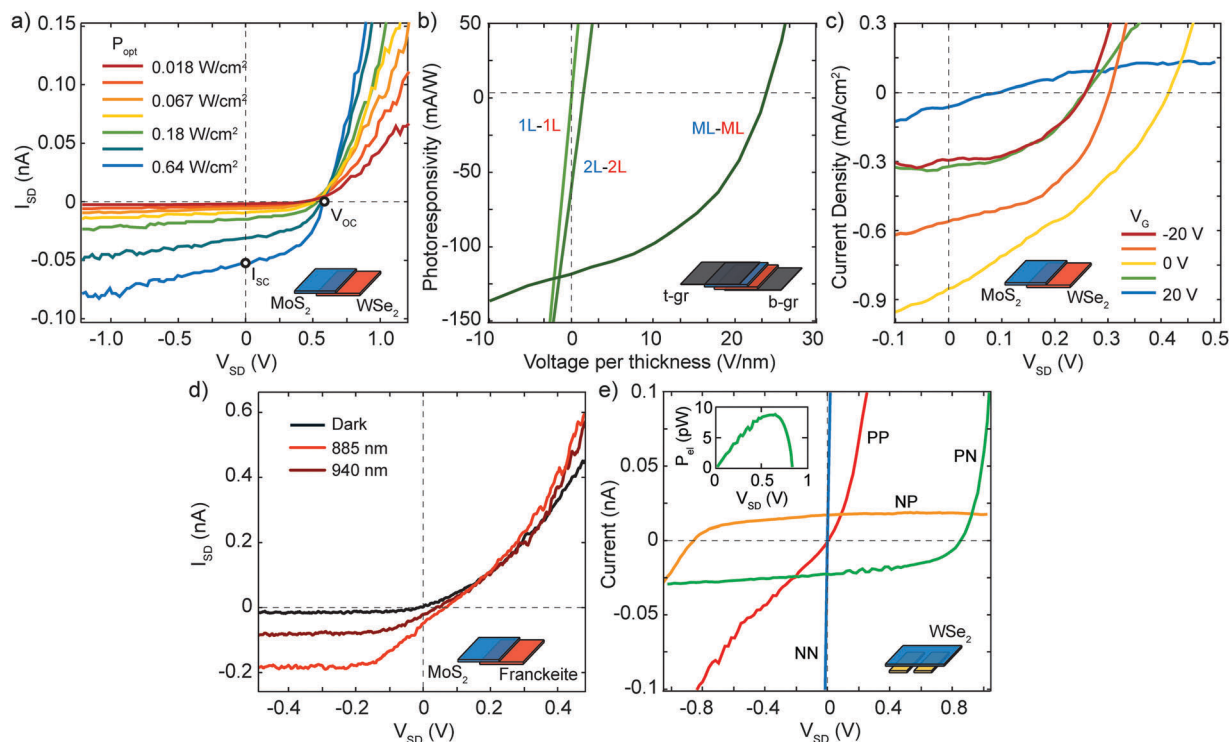 a)
P_opt
0.018 W/cm²
0.067 W/cm²
0.18 W/cm²
0.64 W/cm²
0.15
0.10
0.05
0
-0.05
0.10
I_SD (nA)
V_OC
I_SC
MoS₂
WSe₂
-1.0
-0.5
0
0.5
1.0
V_SD (V)
b)
50
0
-50
-100
-150
Photoresponsivity (mA/W)
1L-1L
2L-2L
ML-ML
t-gr
b-gr
-10
0
10
20
30
Voltage per thickness (V/nm)
c)
0.3
0
-0.3
-0.6
-0.9
Current Density (mA/cm²)
V_G
-20 V
0 V
20 V
MoS₂
WSe₂
-0.1
0
0.1
0.2
0.3
0.4
0.5
V_SD (V)
d)
0.6
0.4
0.2
0
-0.2
I_SD (nA)
Dark
885 nm
940 nm
MoS₂
Franckeite
-0.4
-0.2
0
0.2
0.4
V_SD (V)
e)
0.1
0.05
0
-0.05
-0.1
Current (nA)
10
5
0
P_el (pW)
0
0.5
1
V_SD (V)
PP
PN
NP
NN
WSe₂
-0.8
-0.4
0
0.4
0.8
V_SD (V)